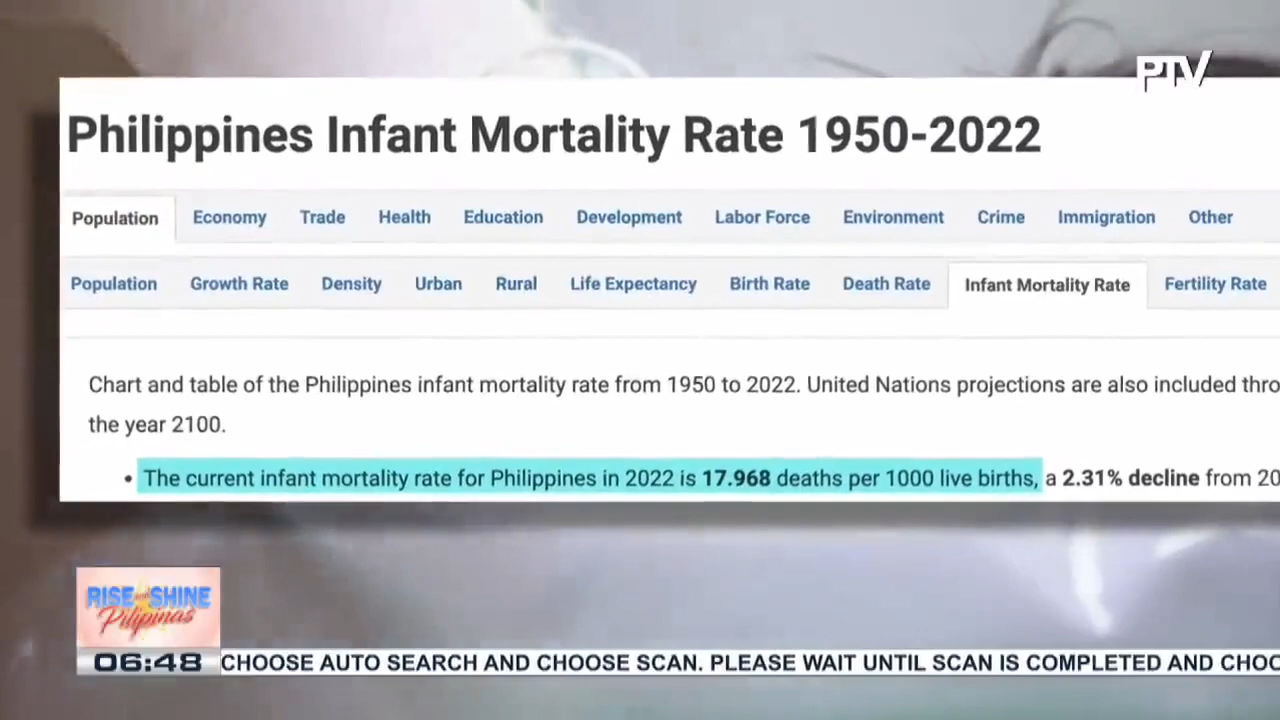 PTV
Philippines Infant Mortality Rate 1950-2022
Population Economy Trade Health Education Development Labor Force Environment Crime Immigration Other
Population Growth Rate Density Urban Rural Life Expectancy Birth Rate Death Rate Infant Mortality Rate Fertility Rate
Chart and table of the Philippines infant mortality rate from 1950 to 2022. United Nations projections are also included thro
the year 2100.
• The current infant mortality rate for Philippines in 2022 is 17.968 deaths per 1000 live births, a 2.31% decline from 20
RISE and SHINE
Pilipinas
06:48 CHOOSE AUTO SEARCH AND CHOOSE SCAN. PLEASE WAIT UNTIL SCAN IS COMPLETED AND CHOO